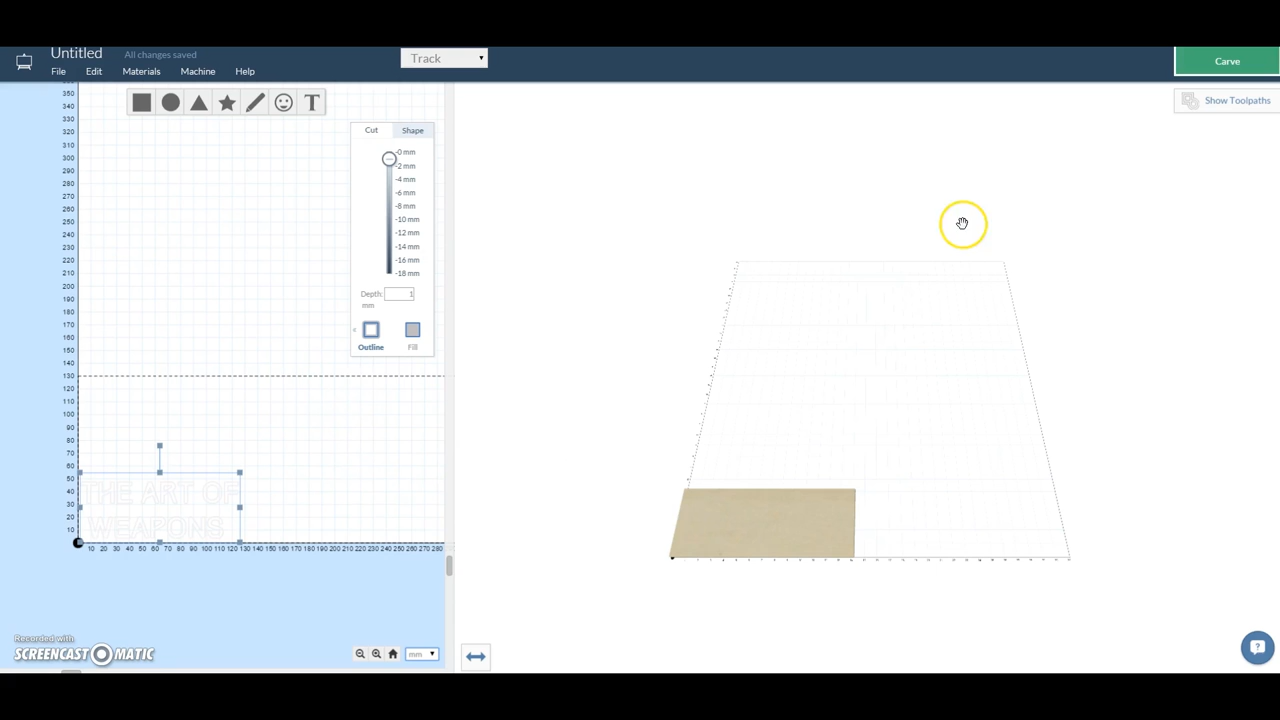 Untitled
All changes saved
Track
Carve
File
Edit
Materials
Machine
Help
Show Toolpaths
T
Cut
Shape
-0 mm
-2 mm
-4 mm
-6 mm
-8 mm
-10 mm
-12 mm
-14 mm
-16 mm
-18 mm
Depth:
1
mm
Outline
Fill
350
340
330
320
310
300
290
280
270
260
250
240
230
220
210
200
190
180
170
160
150
140
130
120
110
100
90
80
70
60
50
40
30
20
10
THE ART OF
WEAPONS
10 20 30 40 50 60 70 80 90 100 110 120 130 140 150 160 170 180 190 200 210 220 230 240 250 260 270 280
Recorded with
SCREENCAST MATIC
mm